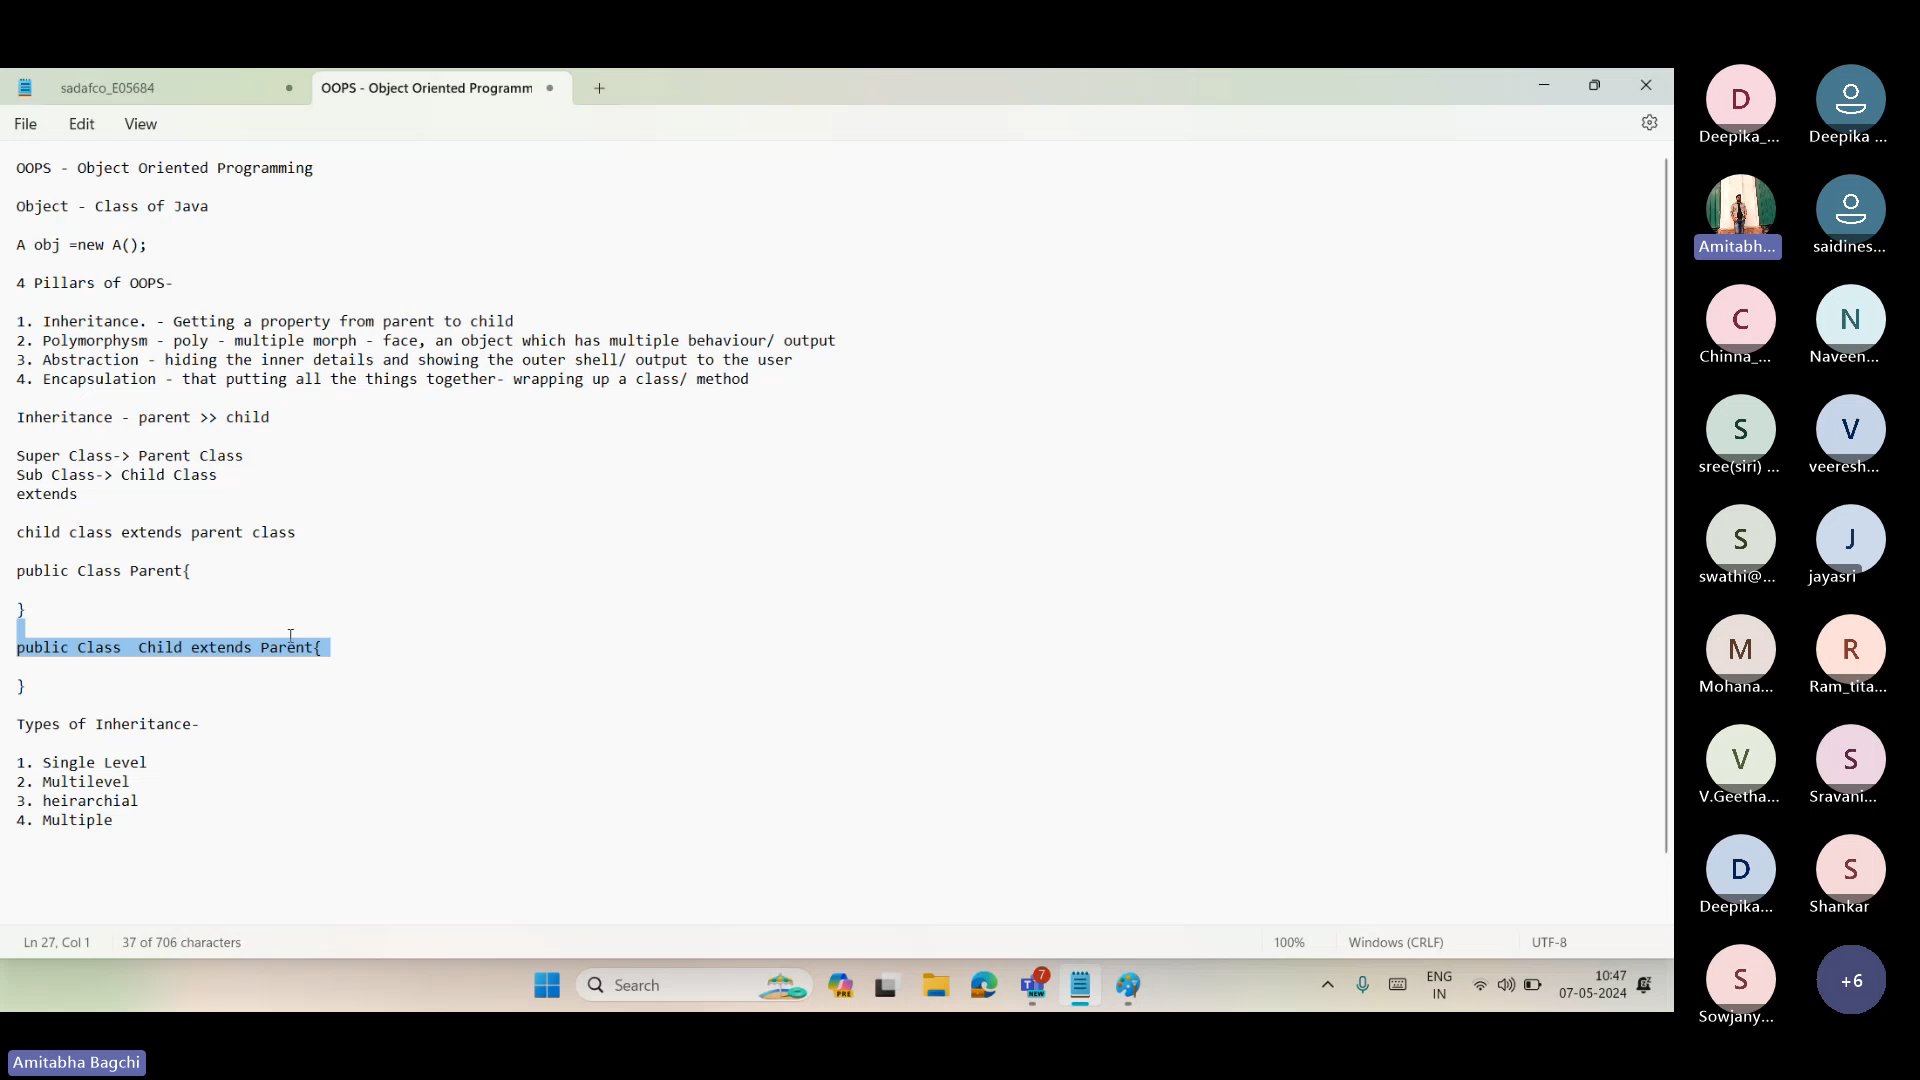 sadafco_E05684
OOPS - Object Oriented Programm
File Edit View
OOPS - Object Oriented Programming
Object - Class of Java
A obj =new A();
4 Pillars of OOPS-
1. Inheritance. - Getting a property from parent to child
2. Polymorphysm - poly - multiple morph - face, an object which has multiple behaviour/ output
3. Abstraction - hiding the inner details and showing the outer shell/ output to the user
4. Encapsulation - that putting all the things together- wrapping up a class/ method
Inheritance - parent >> child
Super Class-> Parent Class
Sub Class-> Child Class
extends
child class extends parent class
public Class Parent{
}
public Class  Child extends Parent{
}
Types of Inheritance-
1. Single Level
2. Multilevel
3. heirarchial
4. Multiple
Ln 27, Col 1 37 of 706 characters 100% Windows (CRLF) UTF-8
Search
PRE
7
NEW
ENG
IN
10:47
07-05-2024
Amitabha Bagchi
D
Deepika_...
Deepika ...
Amitabh...
saidines...
C
Chinna_...
N
Naveen...
S
sree(siri) ...
V
veeresh...
S
swathi@...
J
jayasri
M
Mohana...
R
Ram_tita...
V
V.Geetha...
S
Sravani...
D
Deepika...
S
Shankar
S
Sowjany...
+6